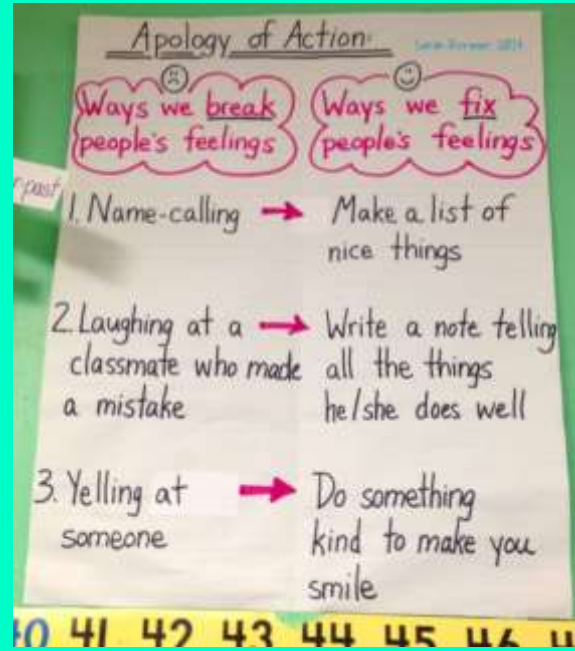 Apology of Action:
Ways we break
people's feelings
Ways we fix
people's feelings
past
1. Name-calling → Make a list of
nice things
2. Laughing at a → Write a note telling
classmate who made all the things
a mistake he/she does well
3. Yelling at → Do something
someone kind to make you
smile
40 41 42 43 44 45 46 4